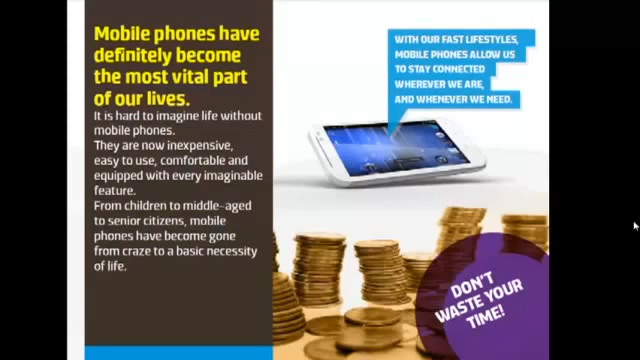 Mobile phones have
definitely become
the most vital part
of our lives.
It is hard to imagine life without
mobile phones.
They are now inexpensive,
easy to use, comfortable and
equipped with every imaginable
feature.
From children to middle-aged
to senior citizens, mobile
phones have become gone
from craze to a basic necessity
of life.
WITH OUR FAST LIFESTYLES,
MOBILE PHONES ALLOW US
TO STAY CONNECTED
WHEREVER WE ARE,
AND WHENEVER WE NEED.
DON'T
WASTE YOUR
TIME!